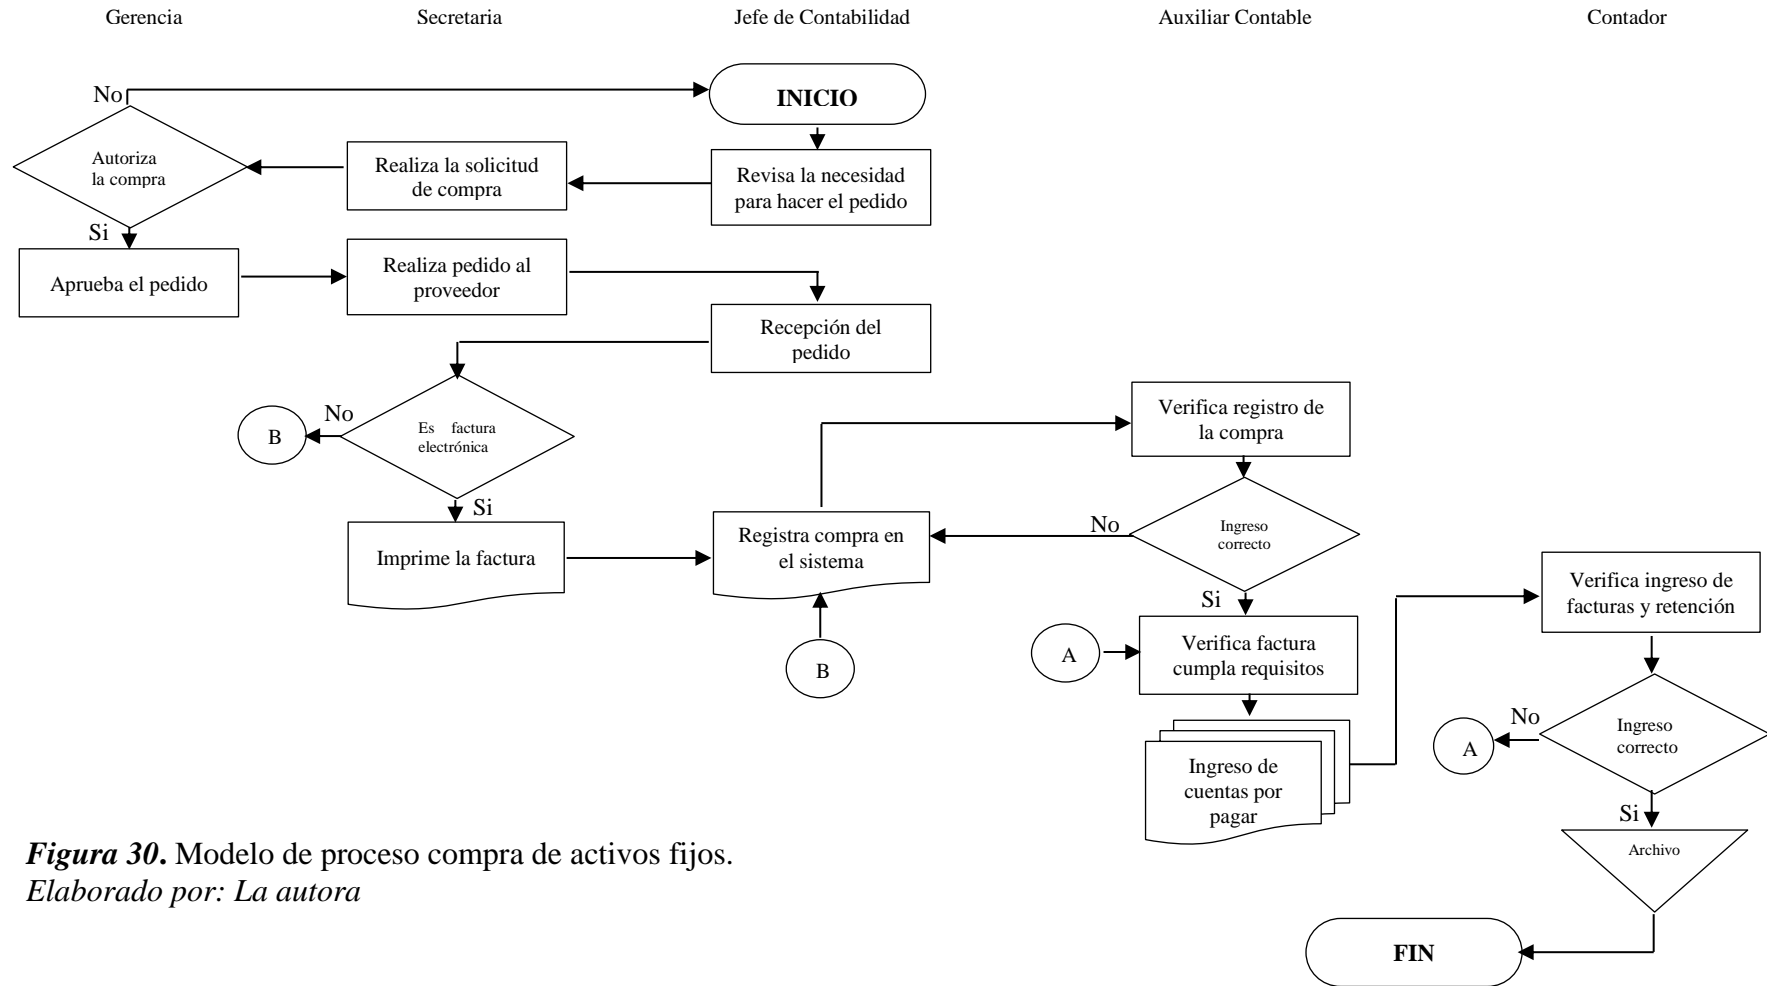 Gerencia
Secretaria
Jefe de Contabilidad
Auxiliar Contable
Contador
No
INICIO
Autoriza
la compra
Realiza la solicitud
de compra
Revisa la necesidad
para hacer el pedido
Si
Aprueba el pedido
Realiza pedido al
proveedor
Recepción del
pedido
No
B
Es factura
electrónica
Verifica registro de
la compra
Si
Imprime la factura
Registra compra en
el sistema
No
Ingreso
correcto
Verifica ingreso de
facturas y retención
Si
B
A
Verifica factura
cumpla requisitos
No
A
Ingreso
correcto
Ingreso de
cuentas por
pagar
Si
Archivo
Figura 30. Modelo de proceso compra de activos fijos.
Elaborado por: La autora
FIN